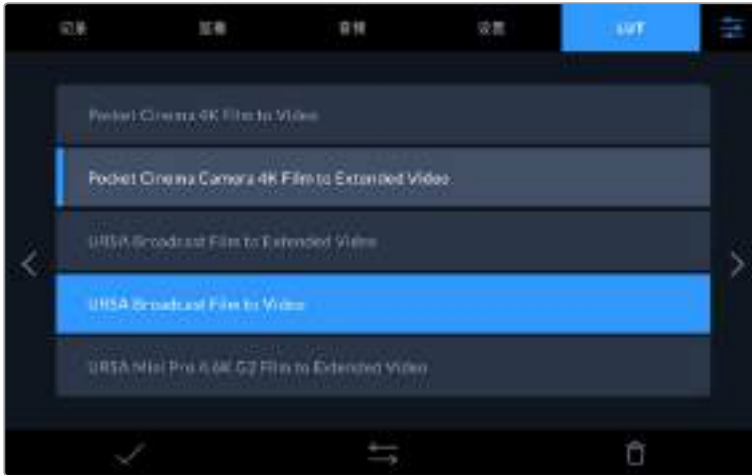 记录
监看
音频
设置
LUT
Pocket Cinema 4K Film to Video
Pocket Cinema Camera 4K Film to Extended Video
URSA Broadcast Film to Extended Video
URSA Broadcast Film to Video
URSA Mini Pro 4.6K G2 Film to Extended Video